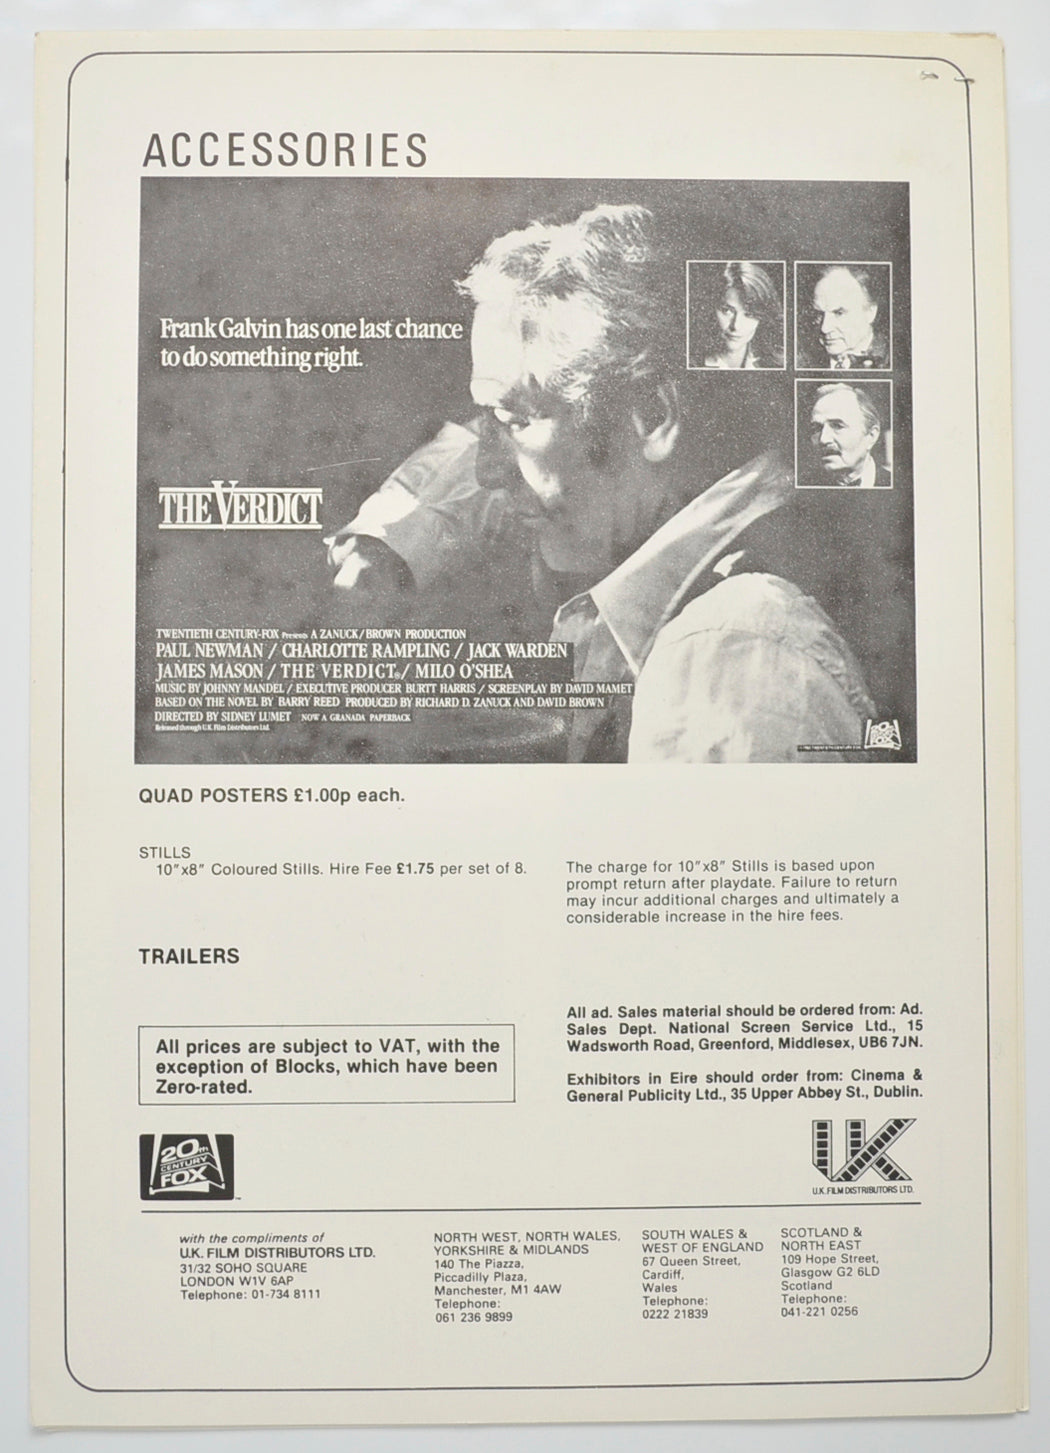 ACCESSORIES
Frank Galvin has one last chance
to do something right.
THE VERDICT
TWENTIETH CENTURY-FOX Presents A ZANUCK/BROWN PRODUCTION
PAUL NEWMAN / CHARLOTTE RAMPLING / JACK WARDEN
JAMES MASON / THE VERDICT / MILO O'SHEA
MUSIC BY JOHNNY MANDEL / EXECUTIVE PRODUCER BURTT HARRIS / SCREENPLAY BY DAVID MAMET
BASED ON THE NOVEL BY BARRY REED PRODUCED BY RICHARD D. ZANUCK AND DAVID BROWN
DIRECTED BY SIDNEY LUMET NOW A GRANADA PAPERBACK
Released through U.K. Film Distributors Ltd.
20th CENTURY FOX
QUAD POSTERS £1.00p each.
STILLS
10"x8" Coloured Stills. Hire Fee £1.75 per set of 8.
The charge for 10"x8" Stills is based upon
prompt return after playdate. Failure to return
may incur additional charges and ultimately a
considerable increase in the hire fees.
TRAILERS
All prices are subject to VAT, with the
exception of Blocks, which have been
Zero-rated.
All ad. Sales material should be ordered from: Ad.
Sales Dept. National Screen Service Ltd., 15
Wadsworth Road, Greenford, Middlesex, UB6 7JN.
Exhibitors in Eire should order from: Cinema &
General Publicity Ltd., 35 Upper Abbey St., Dublin.
20th
CENTURY
FOX
UK
U.K. FILM DISTRIBUTORS LTD.
with the compliments of
U.K. FILM DISTRIBUTORS LTD.
31/32 SOHO SQUARE
LONDON W1V 6AP
Telephone: 01-734 8111
NORTH WEST, NORTH WALES,
YORKSHIRE & MIDLANDS
140 The Piazza,
Piccadilly Plaza,
Manchester, M1 4AW
Telephone:
061 236 9899
SOUTH WALES &
WEST OF ENGLAND
67 Queen Street,
Cardiff,
Wales
Telephone:
0222 21839
SCOTLAND &
NORTH EAST
109 Hope Street,
Glasgow G2 6LD
Scotland
Telephone:
041-221 0256